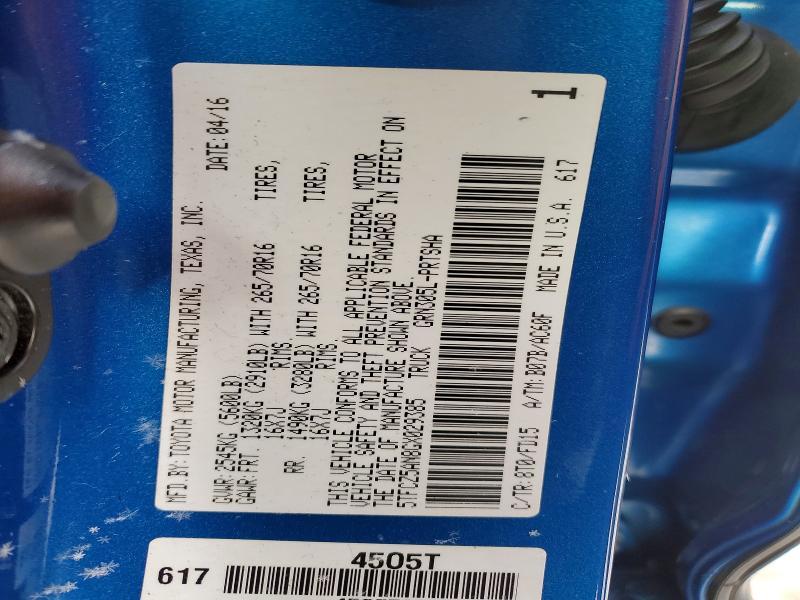 MFD.BY:TOYOTA MOTOR MANUFACTURING, TEXAS, INC.
DATE:04/16
GVWR:2545KG (5600LB)
GAWR:FRT. 1320KG (2910LB) WITH 265/70R16 TIRES,
16X7J RIMS.
RR. 1490KG (3280LB) WITH 265/70R16 TIRES,
16X7J RIMS.
THIS VEHICLE CONFORMS TO ALL APPLICABLE FEDERAL MOTOR
VEHICLE SAFETY AND THEFT PREVENTION STANDARDS IN EFFECT ON
THE DATE OF MANUFACTURE SHOWN ABOVE.
5TFCZ5AN8GX029385 TRUCK GRN305L-PRTSHA
C/TR:8T0/FD15 A/TM:B07B/AC60F MADE IN U.S.A. 617
1
4505T
617